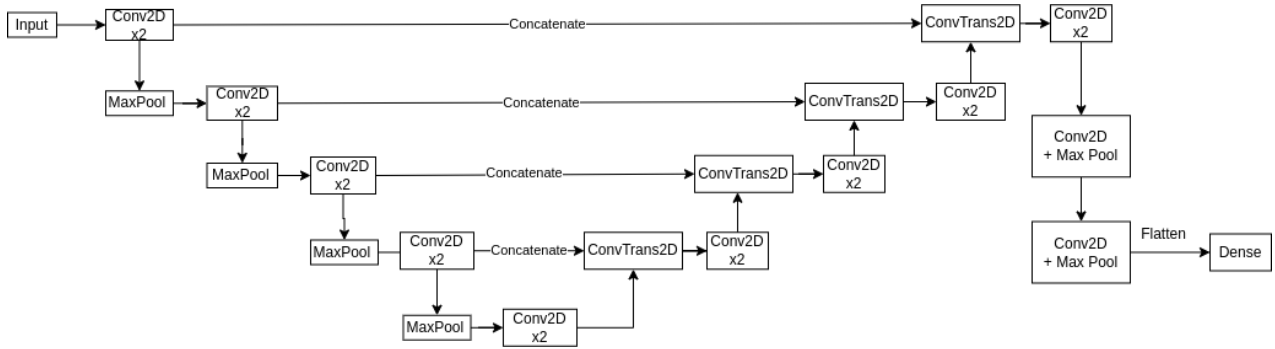 Input
Conv2D
x2
Concatenate
ConvTrans2D
Conv2D
x2
MaxPool
Conv2D
x2
Concatenate
ConvTrans2D
Conv2D
x2
MaxPool
Conv2D
x2
Concatenate
ConvTrans2D
Conv2D
x2
MaxPool
Conv2D
x2
Concatenate
ConvTrans2D
Conv2D
x2
MaxPool
Conv2D
x2
Conv2D
+ Max Pool
Conv2D
+ Max Pool
Flatten
Dense